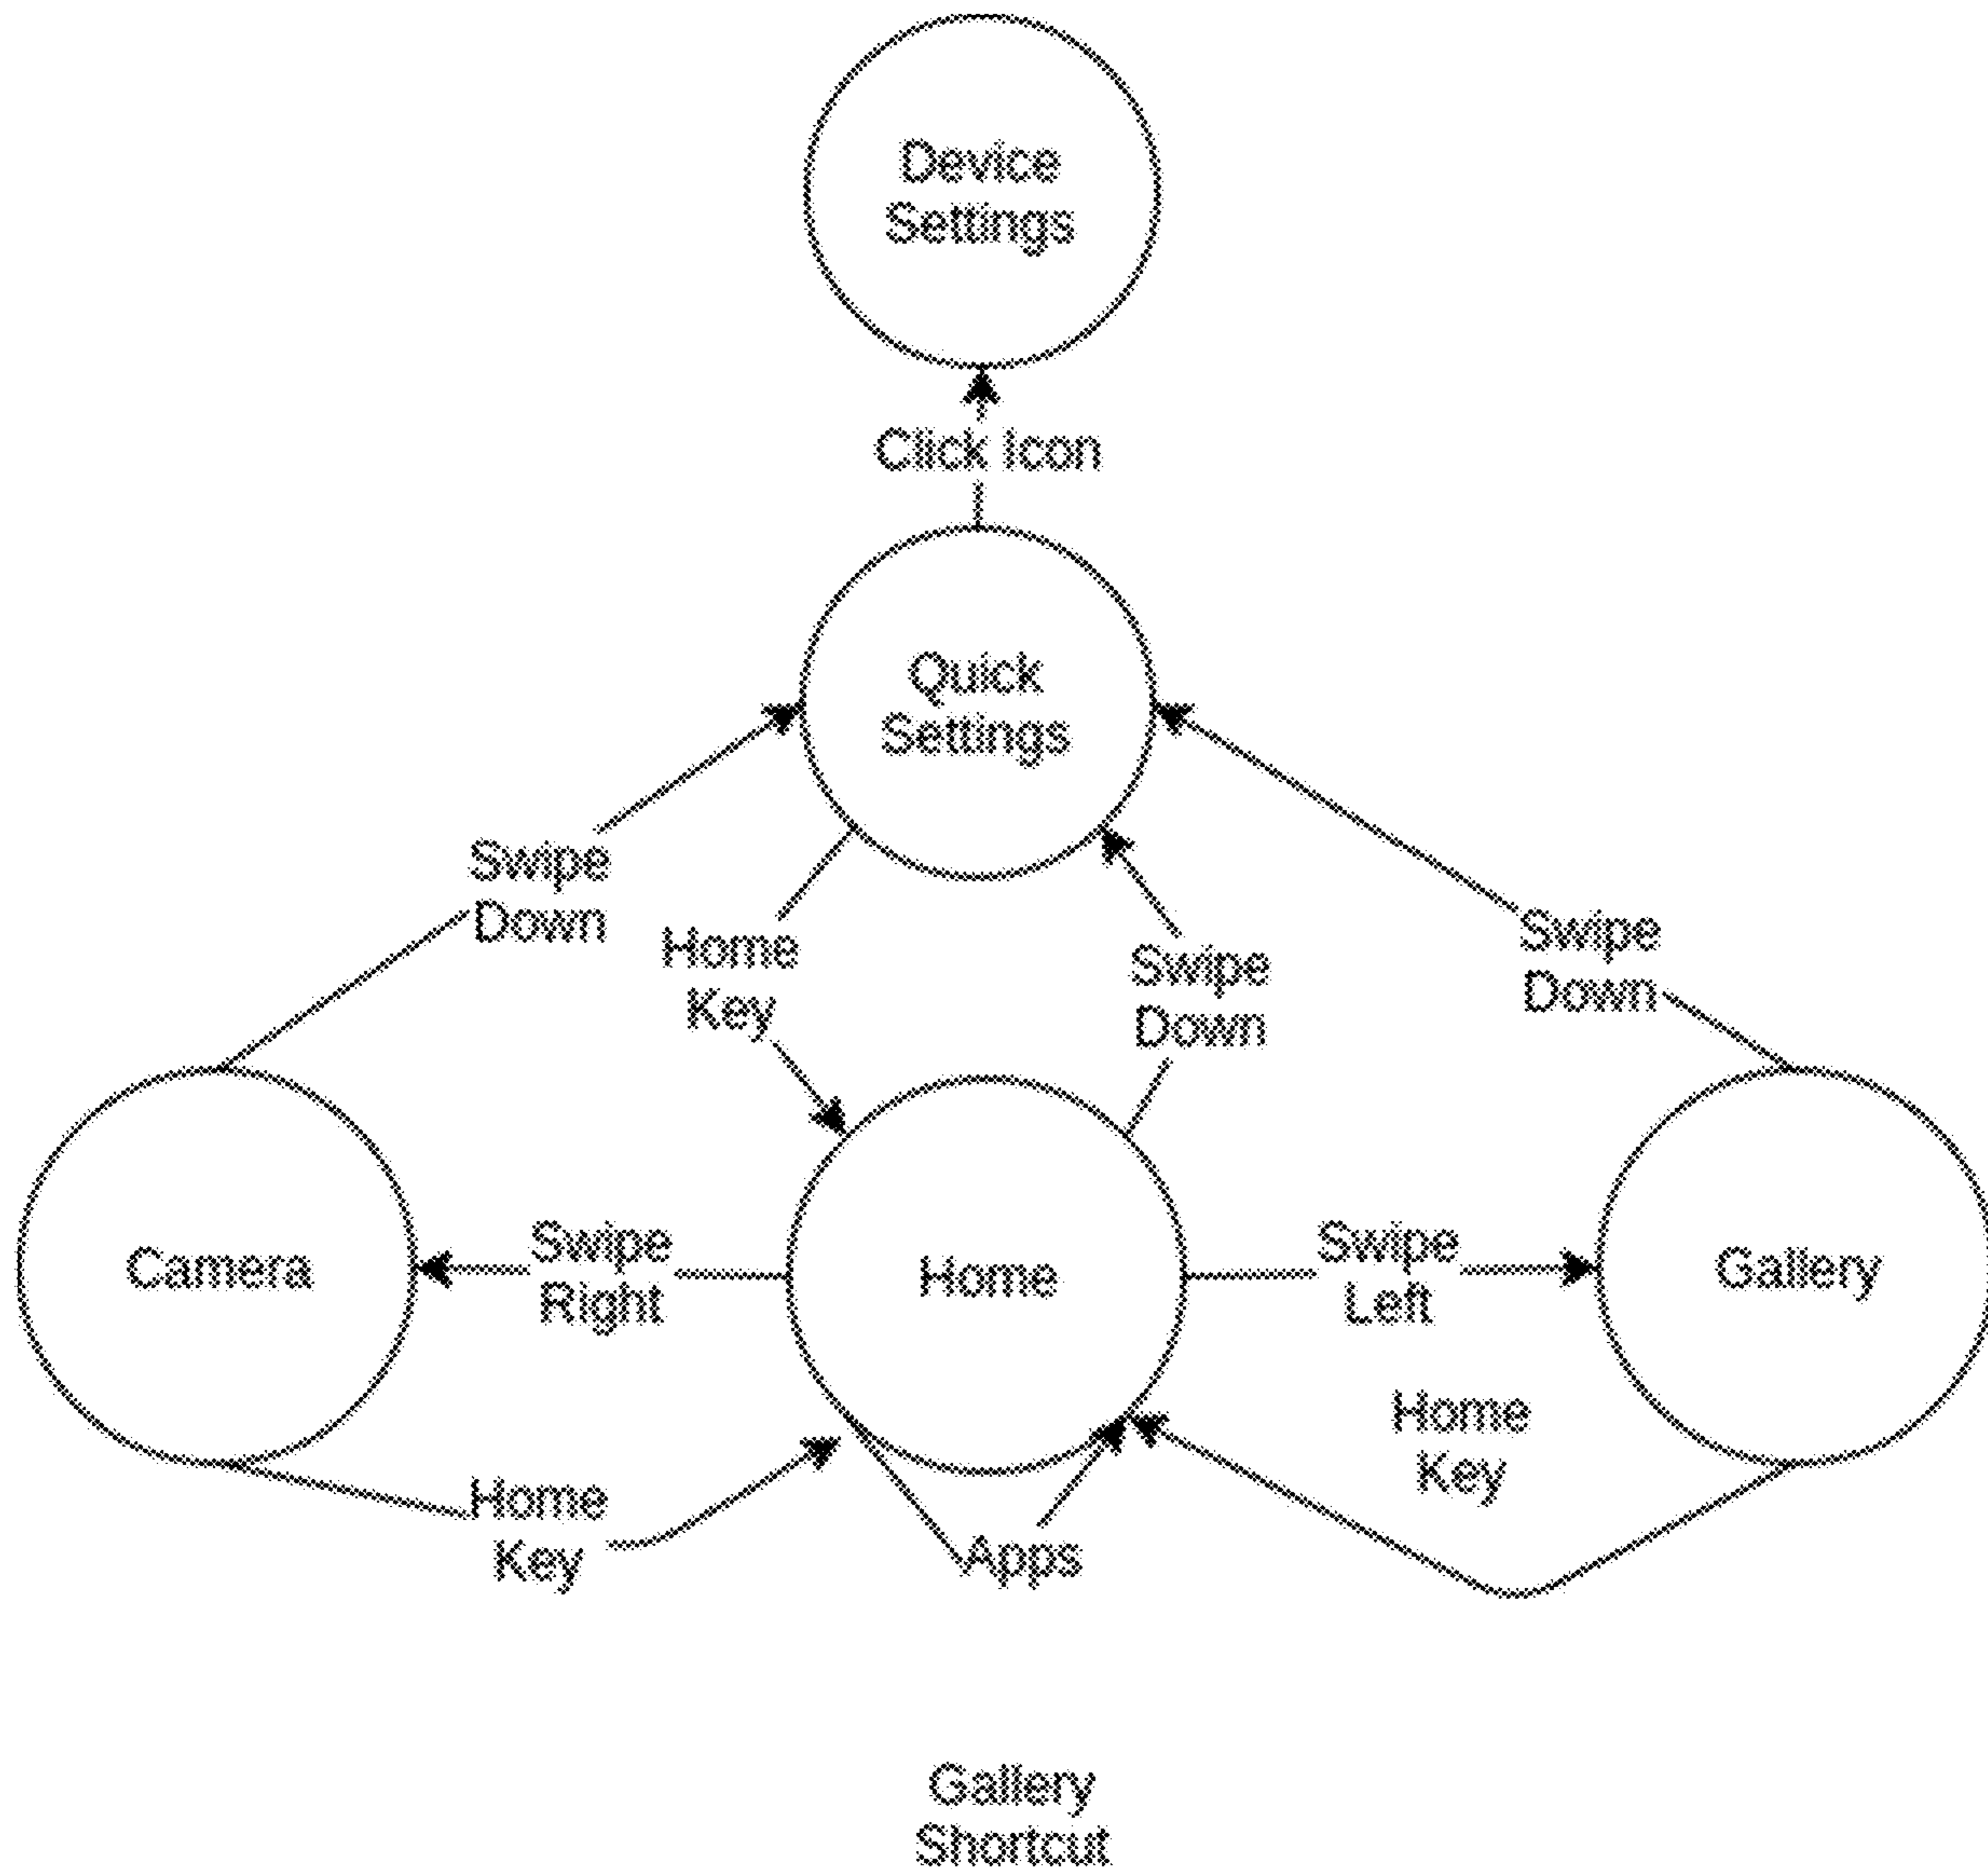 Device
Settings
Click Icon
Quick
Settings
Swipe
Down
Home
Key
Swipe
Down
Swipe
Down
Camera
Swipe
Right
Home
Swipe
Left
Gallery
Home
Key
Home
Key
Apps
Gallery
Shortcut